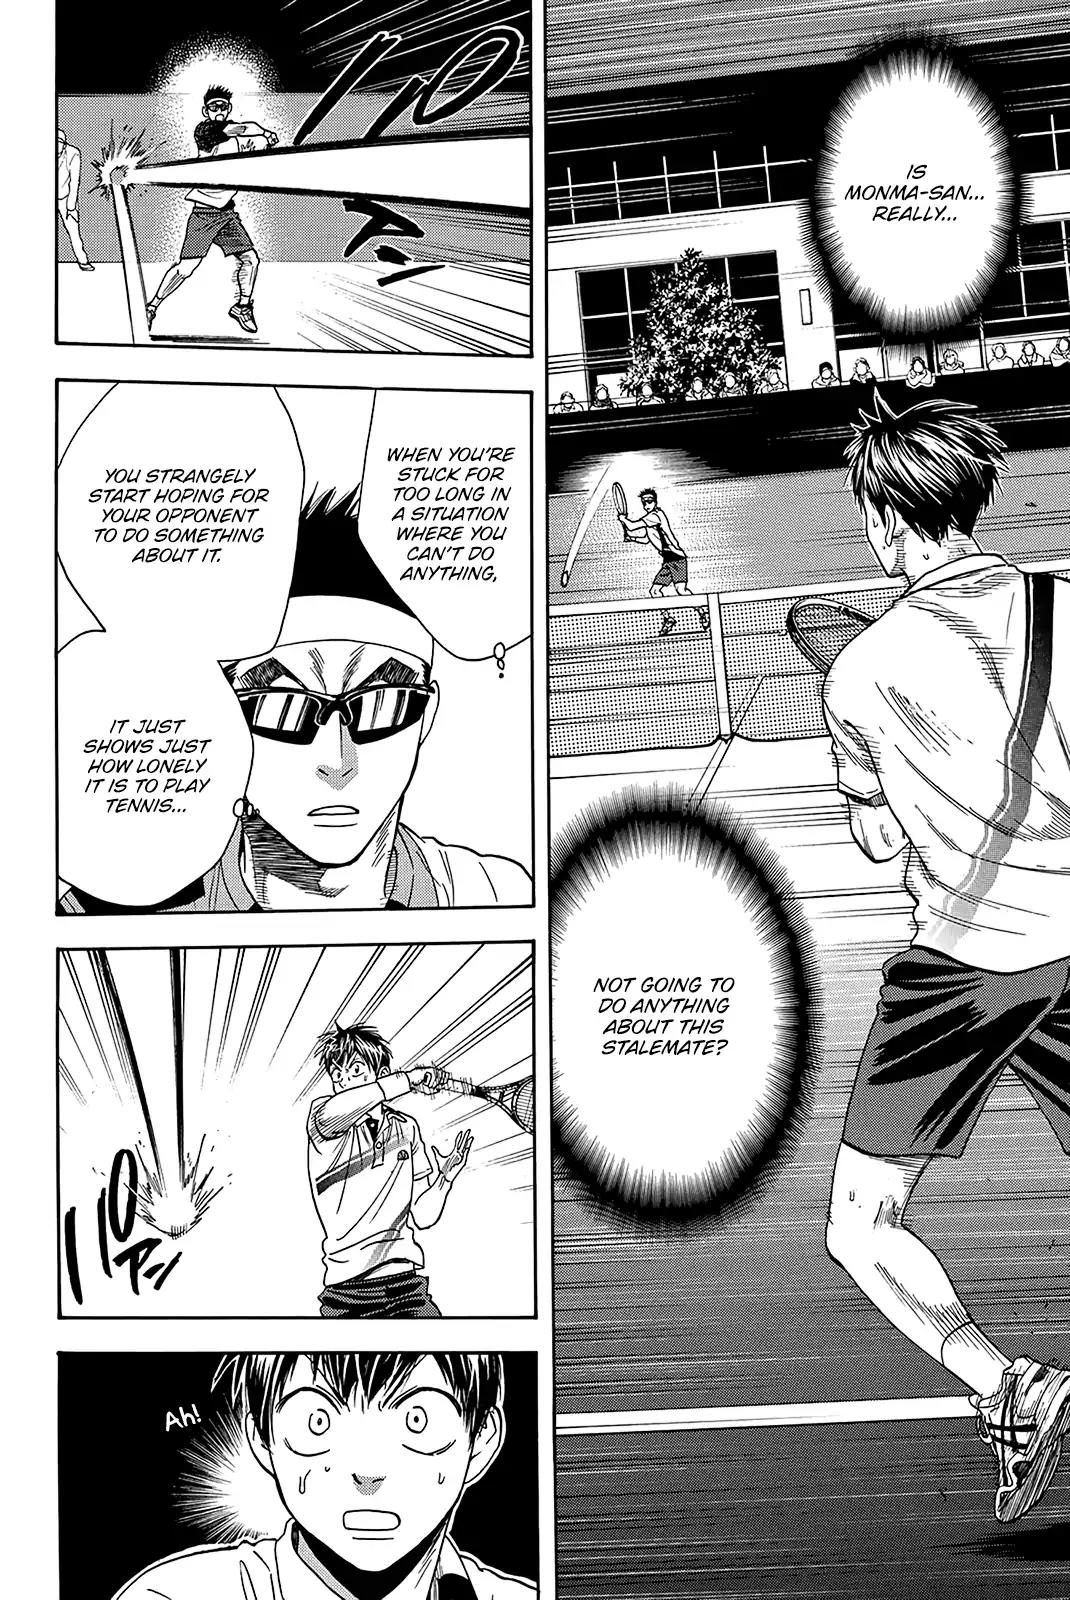 IS
MONMA-SAN...
REALLY...
NOT GOING TO
DO ANYTHING
ABOUT THIS
STALEMATE?
WHEN YOU'RE
STUCK FOR
TOO LONG IN
A SITUATION
WHERE YOU
CAN'T DO
ANYTHING,
YOU STRANGELY
START HOPING FOR
YOUR OPPONENT
TO DO SOMETHING
ABOUT IT.
IT JUST
SHOWS JUST
HOW LONELY
IT IS TO PLAY
TENNIS...
Ah!